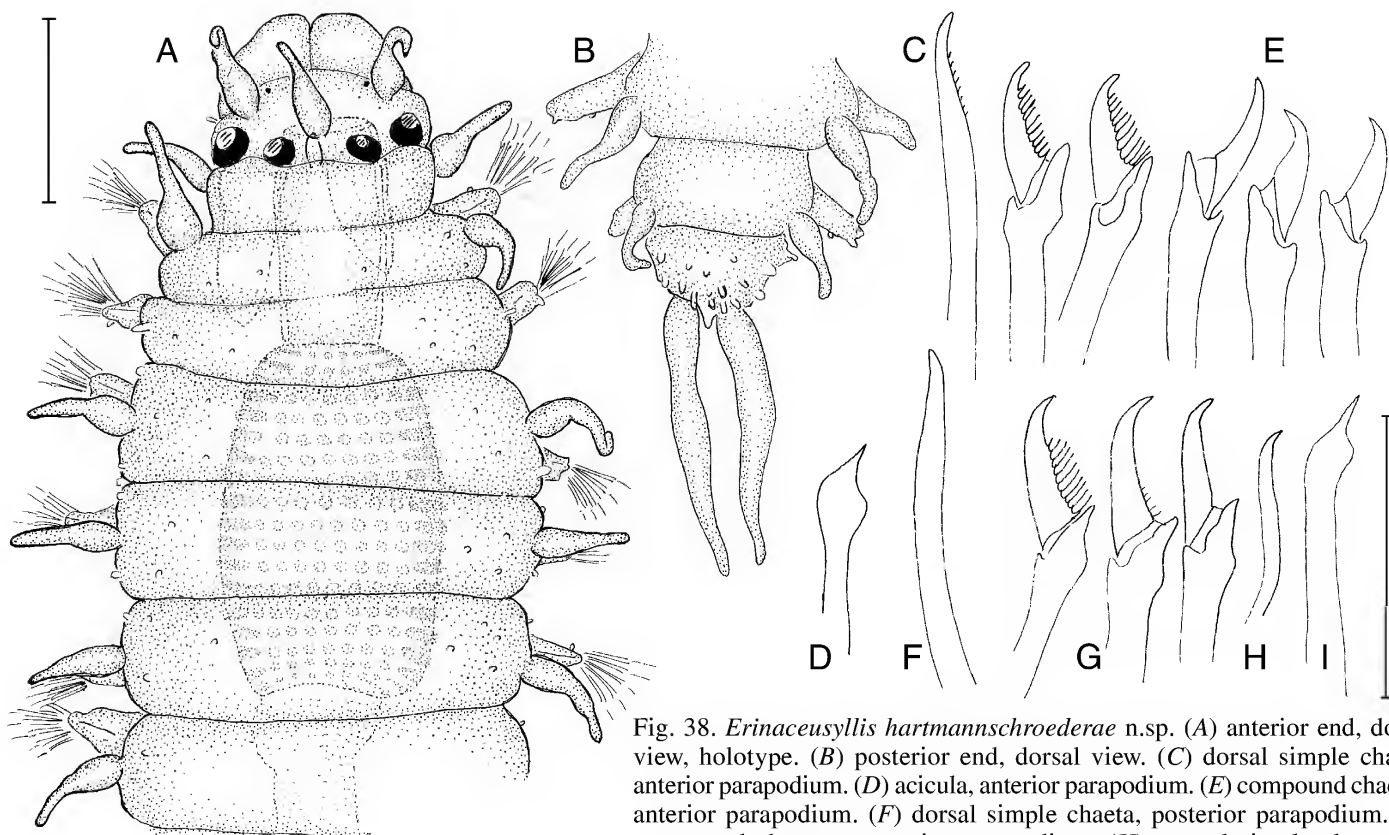 A
B
C
E
D
F
G
H
I
Fig. 38. Erinaceusyllis hartmannschroederae n.sp. (A) anterior end, do
view, holotype. (B) posterior end, dorsal view. (C) dorsal simple cha
anterior parapodium. (D) acicula, anterior parapodium. (E) compound chae
anterior parapodium. (F) dorsal simple chaeta, posterior parapodium.